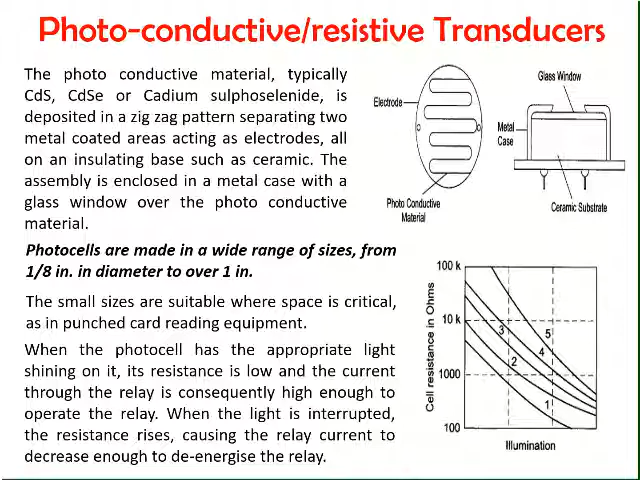 Photo-conductive/resistive Transducers
The photo conductive material, typically
CdS, CdSe or Cadium sulphoselenide, is
deposited in a zig zag pattern separating two
metal coated areas acting as electrodes, all
on an insulating base such as ceramic. The
assembly is enclosed in a metal case with a
glass window over the photo conductive
material.
Electrode
Photo Conductive
Material
Glass Window
Metal
Case
Ceramic Substrate
Photocells are made in a wide range of sizes, from
1/8 in. in diameter to over 1 in.
The small sizes are suitable where space is critical,
as in punched card reading equipment.
When the photocell has the appropriate light
shining on it, its resistance is low and the current
through the relay is consequently high enough to
operate the relay. When the light is interrupted,
the resistance rises, causing the relay current to
decrease enough to de-energise the relay.
Cell resistance in Ohms
100 k
10 k
1000
100
3
5
4
2
1
Illumination